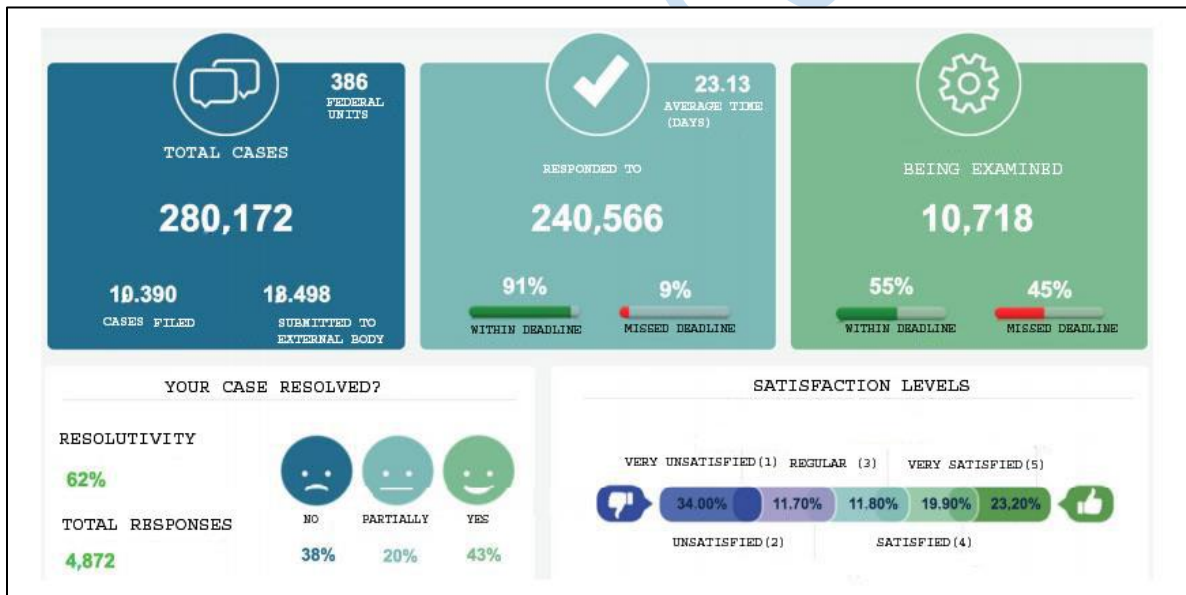 386
FEDERAL
UNITS
TOTAL CASES
280,172
CASES FILED
SUBMITTED TO
EXTERNAL BODY
23.13
AVERAGE TIME
(DAYS)
RESPONDED TO
240,566
91%
WITHIN DEADLINE
9%
MISSED DEADLINE
BEING EXAMINED
10,718
55%
WITHIN DEADLINE
45%
MISSED DEADLINE
YOUR CASE RESOLVED?
RESOLUTIVITY
62%
TOTAL RESPONSES
4,872
NO
PARTIALLY
YES
38%
20%
43%
SATISFACTION LEVELS
VERY UNSATISFIED(1) REGULAR (3) VERY SATISFIED(5)
34.00% 11.70% 11.80% 19.90% 23,20%
UNSATISFIED(2) SATISFIED(4)